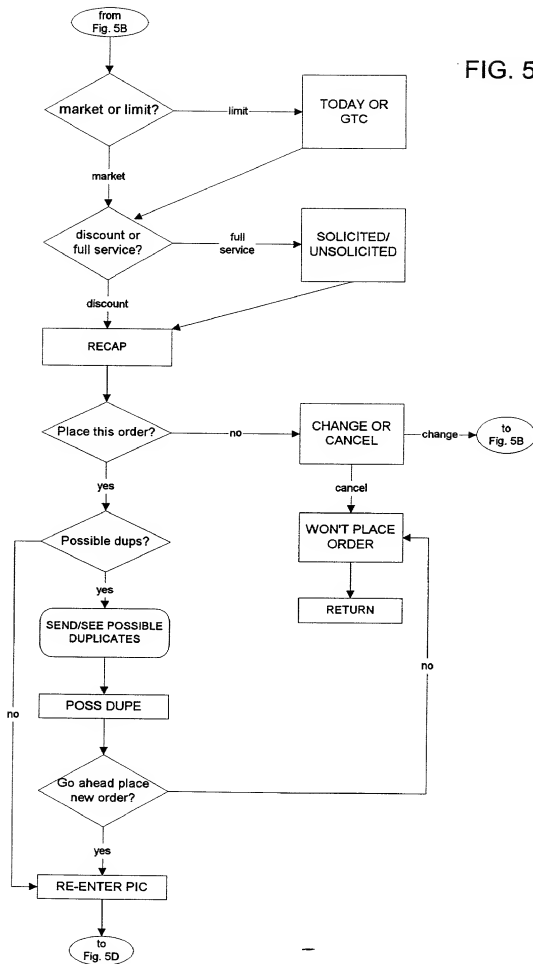 from
Fig. 5B
FIG. 5
market or limit?
limit
TODAY OR
GTC
market
discount or
full service?
full
service
SOLICITED/
UNSOLICITED
discount
RECAP
Place this order?
no
CHANGE OR
CANCEL
change
to
Fig. 5B
yes
cancel
Possible dups?
WON'T PLACE
ORDER
yes
RETURN
SEND/SEE POSSIBLE
DUPLICATES
no
no
POSS DUPE
Go ahead place
new order?
yes
RE-ENTER PIC
to
Fig. 5D